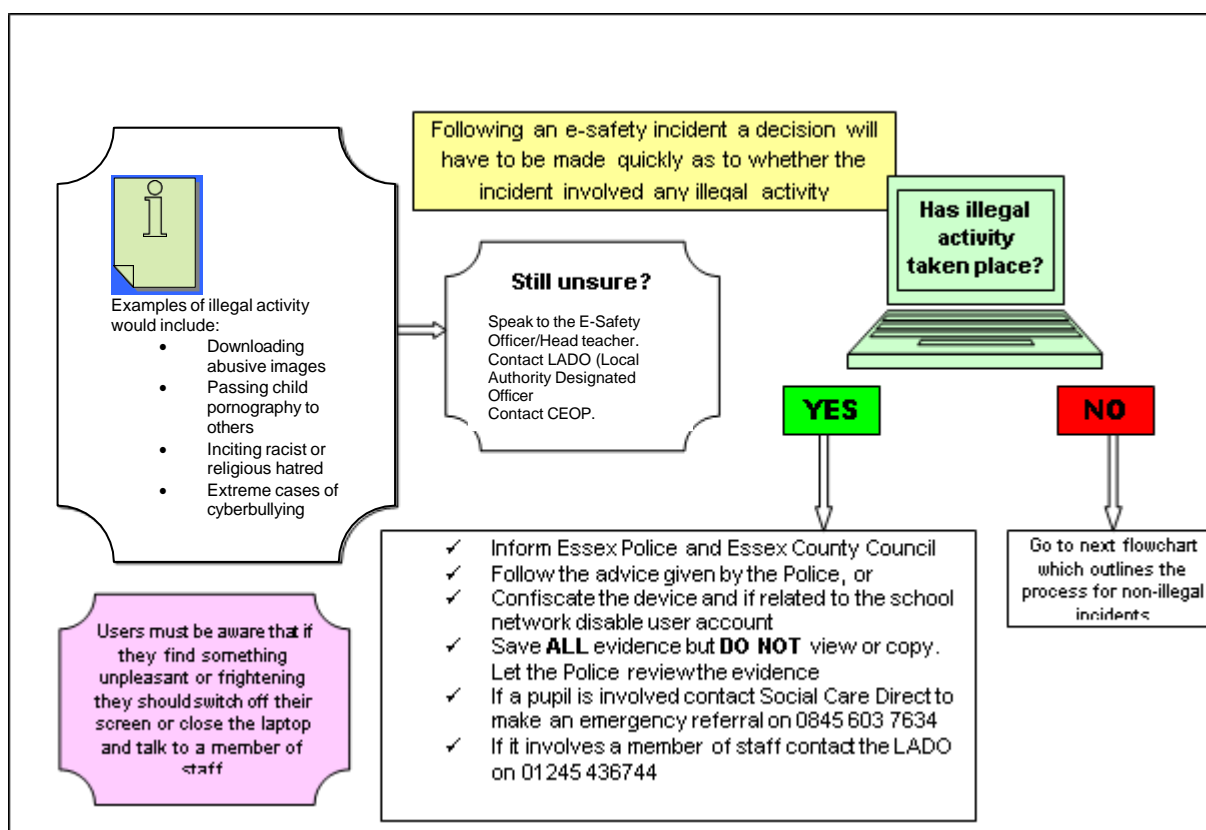 Following an e-safety incident a decision will
have to be made quickly as to whether the
incident involved any illegal activity
Has illegal
activity
taken place?
i
Examples of illegal activity
would include:
• Downloading
abusive images
• Passing child
pornography to
others
• Inciting racist or
religious hatred
• Extreme cases of
cyberbullying
Still unsure?
Speak to the E-Safety
Officer/Head teacher.
Contact LADO (Local
Authority Designated
Officer
Contact CEOP.
YES
NO
✓ Inform Essex Police and Essex County Council
✓ Follow the advice given by the Police, or
✓ Confiscate the device and if related to the school
network disable user account
✓ Save ALL evidence but DO NOT view or copy.
Let the Police review the evidence
✓ If a pupil is involved contact Social Care Direct to
make an emergency referral on 0845 603 7634
✓ If it involves a member of staff contact the LADO
on 01245 436744
Go to next flowchart
which outlines the
process for non-illegal
incidents
Users must be aware that if
they find something
unpleasant or frightening
they should switch off their
screen or close the laptop
and talk to a member of
staff